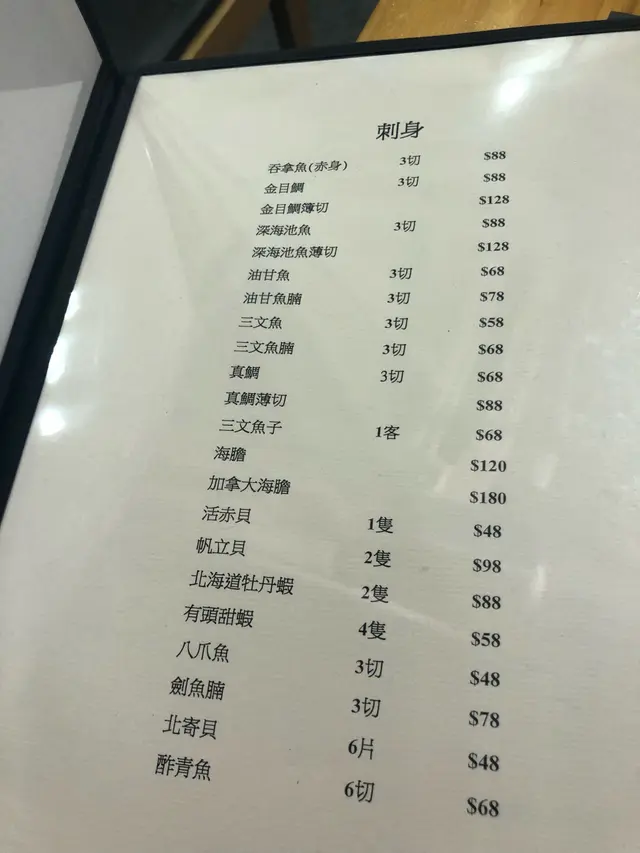 刺身
吞拿魚(赤身) 3切 $88
金目鯛 3切 $88
金目鯛簿切 $128
深海池魚 3切 $88
深海池魚薄切 $128
油甘魚 3切 $68
油甘魚腩 3切 $78
三文魚 3切 $58
三文魚腩 3切 $68
真鯛 3切 $68
真鯛薄切 $88
三文魚子 1客 $68
海膽 $120
加拿大海膽 $180
活赤貝 1隻 $48
帆立貝 2隻 $98
北海道牡丹蝦 2隻 $88
有頭甜蝦 4隻 $58
八爪魚 3切 $48
劍魚腩 3切 $78
北寄貝 6片 $48
酢青魚 6切 $68